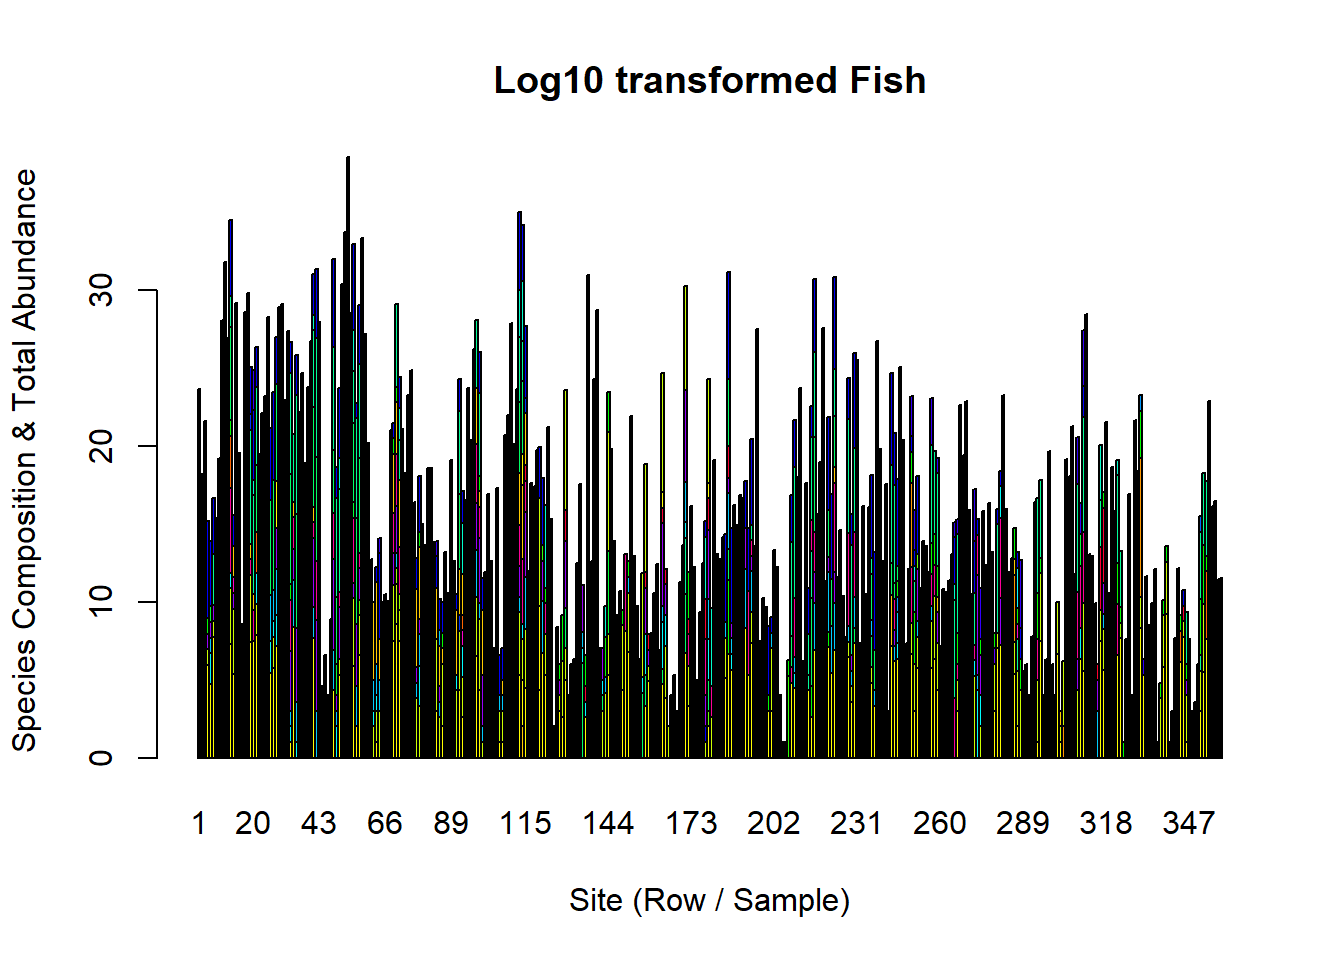 Log10 transformed Fish
Species Composition & Total Abundance
30
20
10
0
1 20 43 66 89 115 144 173 202 231 260 289 318 347
Site (Row / Sample)